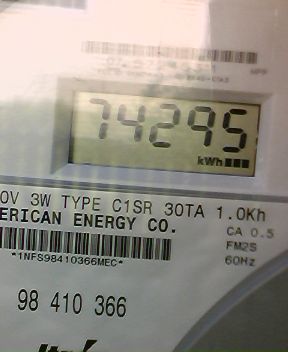 74295
kWh
0V 3W TYPE C1SR 30TA 1.0Kh
ERICAN ENERGY CO.
CA 0.5
FM2S
60Hz
*1NFS98410366MEC*
98 410 366
Itron